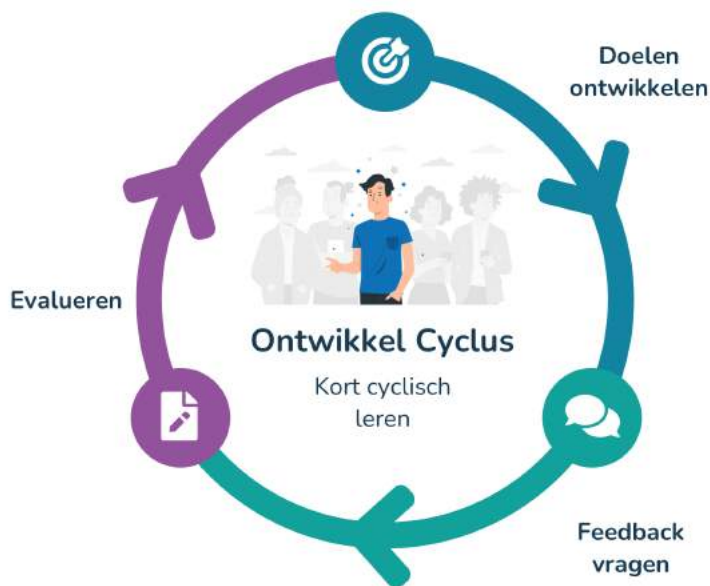 Doelen
ontwikkelen
Evalueren
Ontwikkel Cyclus
Kort cyclisch
leren
Feedback
vragen